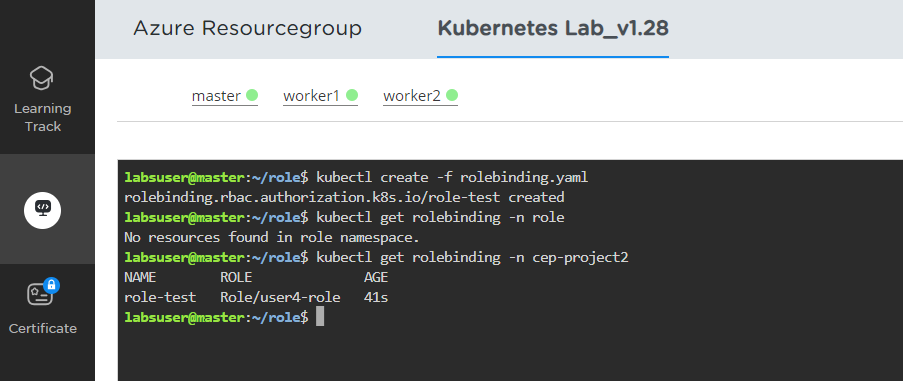 Azure Resourcegroup
Kubernetes Lab_v1.28
Learning
Track
master
worker1
worker2
labsuser@master:~/role$ kubectl create -f rolebinding.yaml
rolebinding.rbac.authorization.k8s.io/role-test created
labsuser@master:~/role$ kubectl get rolebinding -n role
No resources found in role namespace.
labsuser@master:~/role$ kubectl get rolebinding -n cep-project2
NAME        ROLE              AGE
role-test   Role/user4-role   41s
labsuser@master:~/role$
Certificate